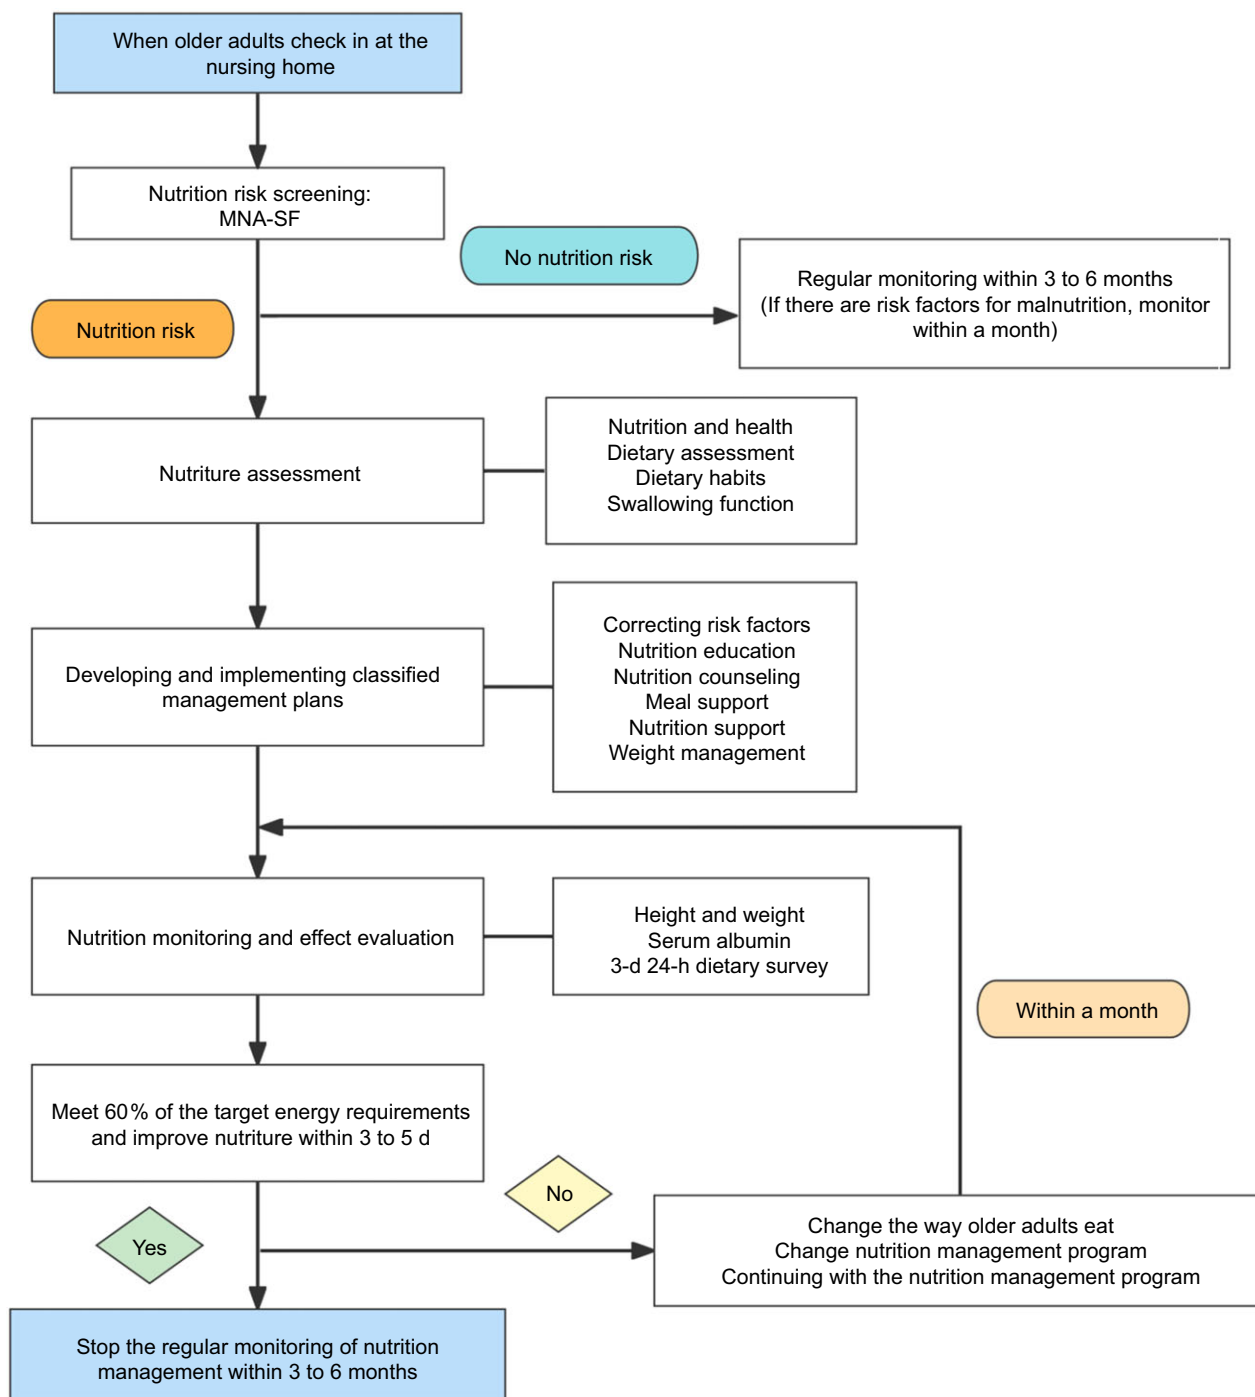 When older adults check in at the
nursing home
Nutrition risk screening:
MNA-SF
No nutrition risk
Regular monitoring within 3 to 6 months
(If there are risk factors for malnutrition, monitor
within a month)
Nutrition risk
Nutriture assessment
Nutrition and health
Dietary assessment
Dietary habits
Swallowing function
Developing and implementing classified
management plans
Correcting risk factors
Nutrition education
Nutrition counseling
Meal support
Nutrition support
Weight management
Nutrition monitoring and effect evaluation
Height and weight
Serum albumin
3-d 24-h dietary survey
Within a month
Meet 60% of the target energy requirements
and improve nutriture within 3 to 5 d
No
Yes
Change the way older adults eat
Change nutrition management program
Continuing with the nutrition management program
Stop the regular monitoring of nutrition
management within 3 to 6 months